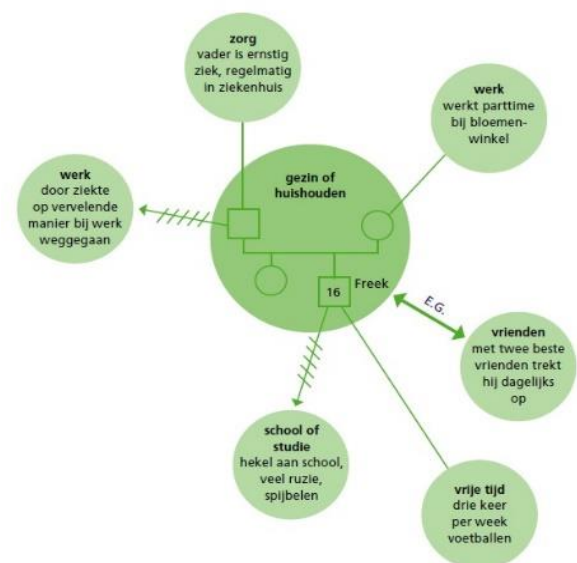 zorg
vader is ernstig
ziek, regelmatig
in ziekenhuis
werk
werkt parttime
bij bloemen-
winkel
werk
door ziekte
op vervelende
manier bij werk
weggegaan
gezin of
huishouden
16
Freek
E.G.
vrienden
met twee beste
vrienden trekt
hij dagelijks
op
school of
studie
hekel aan school,
veel ruzie,
spijbelen
vrije tijd
drie keer
per week
voetballen